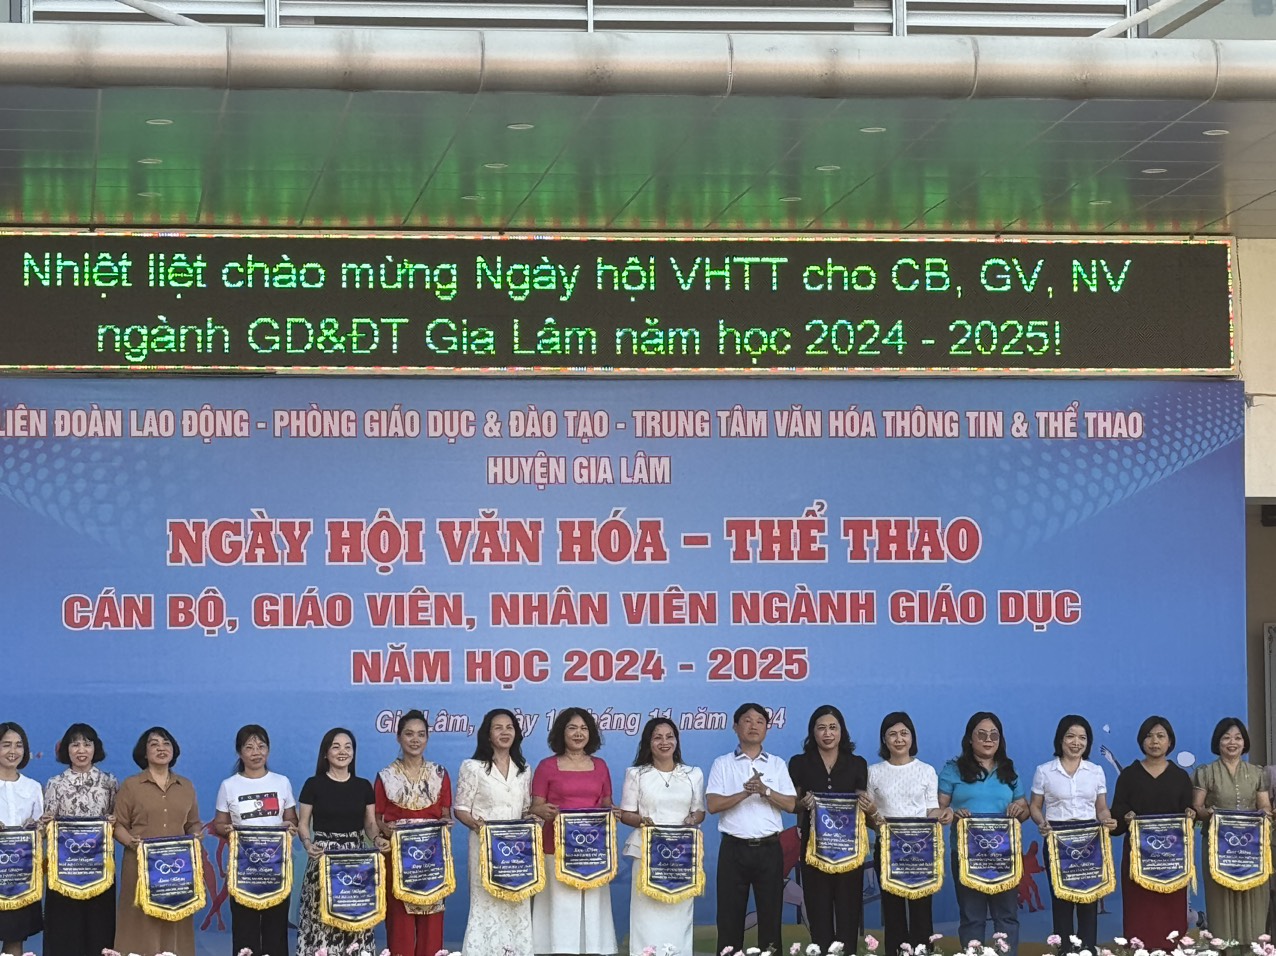 Nhiệt liệt chào mừng Ngày hội VHTT cho CB, GV, NV
ngành GD&ĐT Gia Lâm năm học 2024 - 2025!
LIÊN ĐOÀN LAO ĐỘNG - PHÒNG GIÁO DỤC & ĐÀO TẠO - TRUNG TÂM VĂN HÓA THÔNG TIN & THỂ THAO
HUYỆN GIA LÂM
NGÀY HỘI VĂN HÓA - THỂ THAO
CÁN BỘ, GIÁO VIÊN, NHÂN VIÊN NGÀNH GIÁO DỤC
NĂM HỌC 2024 - 2025
Lâm, 11 năm